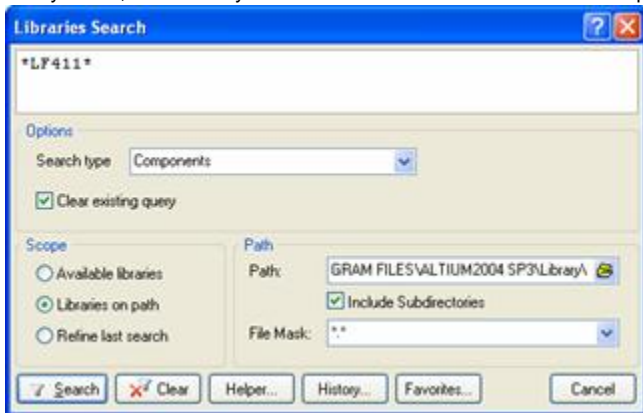 Libraries Search
*LF411*
Options
Search type Components
Clear existing query
Scope
Available libraries
Libraries on path
Refine last search
Path
Path: GRAM FILES\ALTIUM2004 SP3\Library\
Include Subdirectories
File Mask: *.*
Search Clear Helper... History... Favorites... Cancel